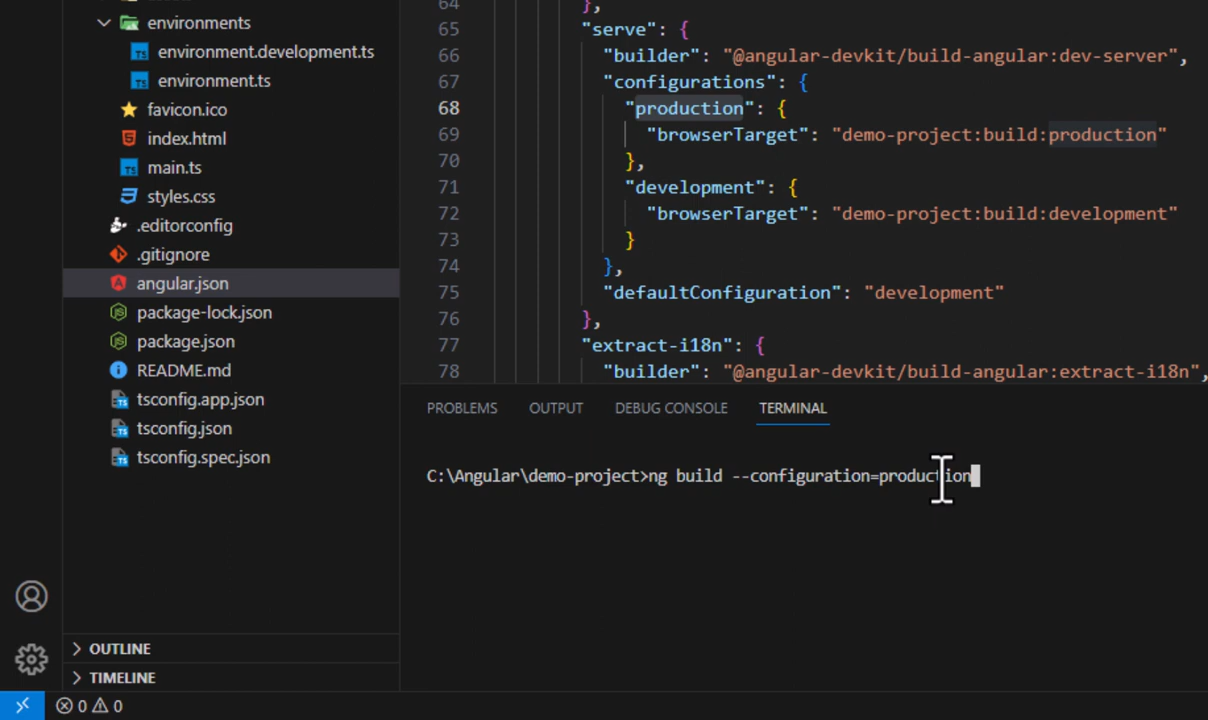 environments
environment.development.ts
environment.ts
favicon.ico
index.html
main.ts
styles.css
.editorconfig
.gitignore
angular.json
package-lock.json
package.json
README.md
tsconfig.app.json
tsconfig.json
tsconfig.spec.json
OUTLINE
TIMELINE
0 0
64 },
65 "serve": {
66 "builder": "@angular-devkit/build-angular:dev-server",
67 "configurations": {
68 "production": {
69 "browserTarget": "demo-project:build:production"
70 },
71 "development": {
72 "browserTarget": "demo-project:build:development"
73 }
74 },
75 "defaultConfiguration": "development"
76 },
77 "extract-i18n": {
78 "builder": "@angular-devkit/build-angular:extract-i18n",
PROBLEMS OUTPUT DEBUG CONSOLE TERMINAL
C:\Angular\demo-project>ng build --configuration=production